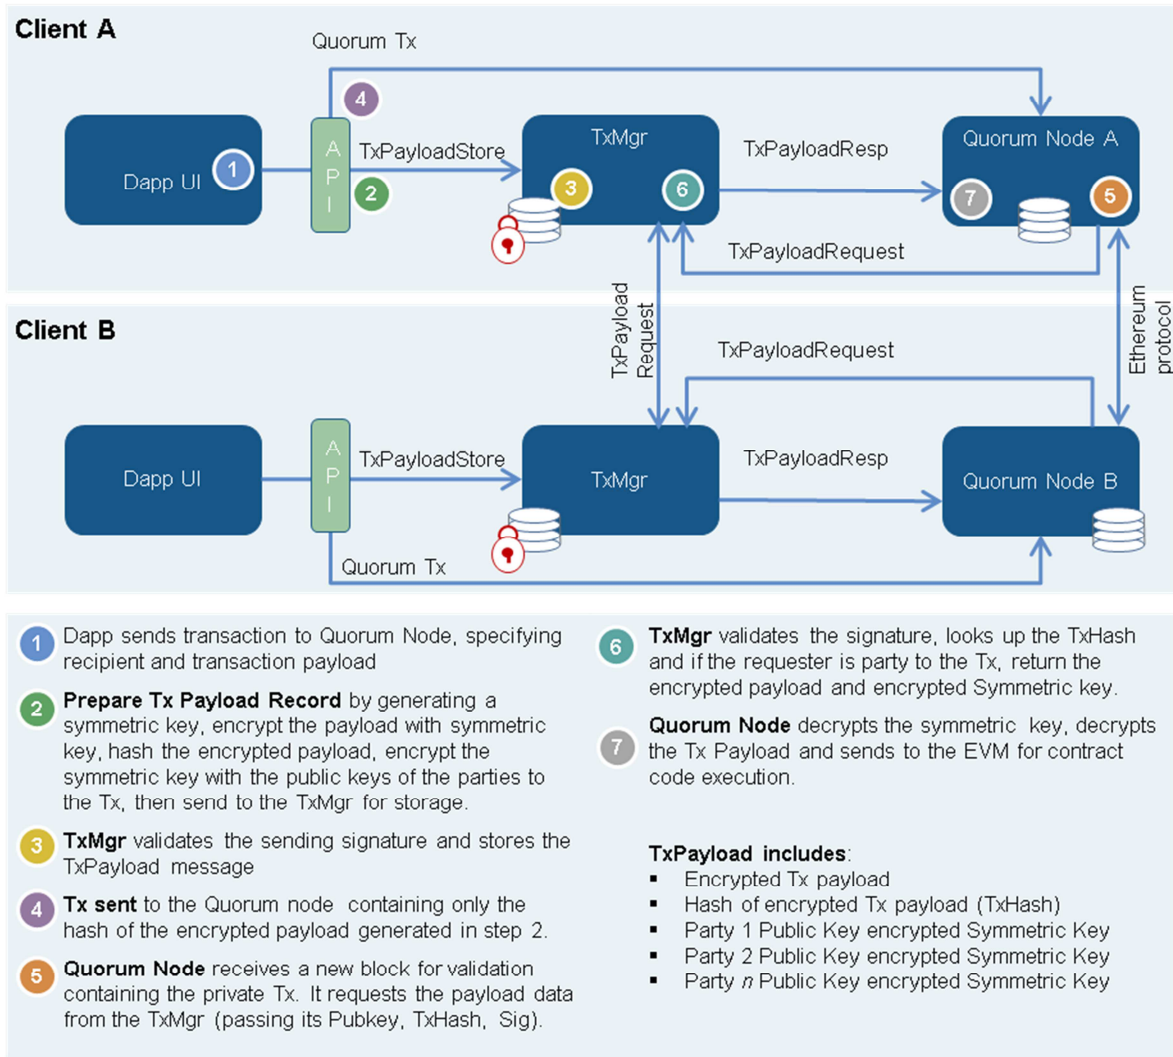 Client A
Quorum Tx
4
Dapp UI
1
A
P
I
TxPayloadStore
2
TxMgr
3
6
TxPayloadResp
Quorum Node A
7
5
TxPayloadRequest
TxPayload
Request
Ethereum
protocol
Client B
TxPayloadRequest
Dapp UI
A
P
I
TxPayloadStore
TxMgr
TxPayloadResp
Quorum Node B
Quorum Tx
1 Dapp sends transaction to Quorum Node, specifying
recipient and transaction payload
2 Prepare Tx Payload Record by generating a
symmetric key, encrypt the payload with symmetric
key, hash the encrypted payload, encrypt the
symmetric key with the public keys of the parties to
the Tx, then send to the TxMgr for storage.
3 TxMgr validates the sending signature and stores the
TxPayload message
4 Tx sent to the Quorum node containing only the
hash of the encrypted payload generated in step 2.
5 Quorum Node receives a new block for validation
containing the private Tx. It requests the payload data
from the TxMgr (passing its Pubkey, TxHash, Sig).
6 TxMgr validates the signature, looks up the TxHash
and if the requester is party to the Tx, return the
encrypted payload and encrypted Symmetric key.
7 Quorum Node decrypts the symmetric key, decrypts
the Tx Payload and sends to the EVM for contract
code execution.
TxPayload includes:
▪ Encrypted Tx payload
▪ Hash of encrypted Tx payload (TxHash)
▪ Party 1 Public Key encrypted Symmetric Key
▪ Party 2 Public Key encrypted Symmetric Key
▪ Party n Public Key encrypted Symmetric Key